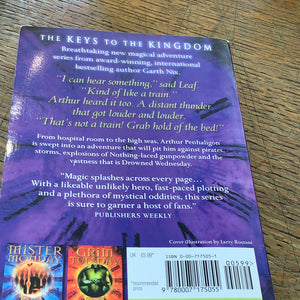 THE KEYS TO THE KINGDOM
Breathtaking new magical adventure
series from award-winning, international
bestselling author Garth Nix.
"I can hear something," said Leaf.
"Kind of like a train."
Arthur heard it too. A distant thunder
that got louder and louder.
"That's not a train! Grab hold of the bed!"
From hospital room to the high seas, Arthur Penhaligon
is swept into an adventure that will pit him against pirates,
storms, explosions of Nothing-laced gunpowder and the
vastness that is Drowned Wednesday.
"Magic splashes across every page...
With a likeable unlikely hero, fast-paced plotting
and a plethora of mystical oddities, this series
is sure to garner a host of fans."
PUBLISHERS WEEKLY
Cover illustration by Larry Rostant
MISTER
MONDAY
GRIM
TUESDAY
UK £5.99*
*recommended
price
ISBN 0-00-717505-1
00599>
9 780007 175055